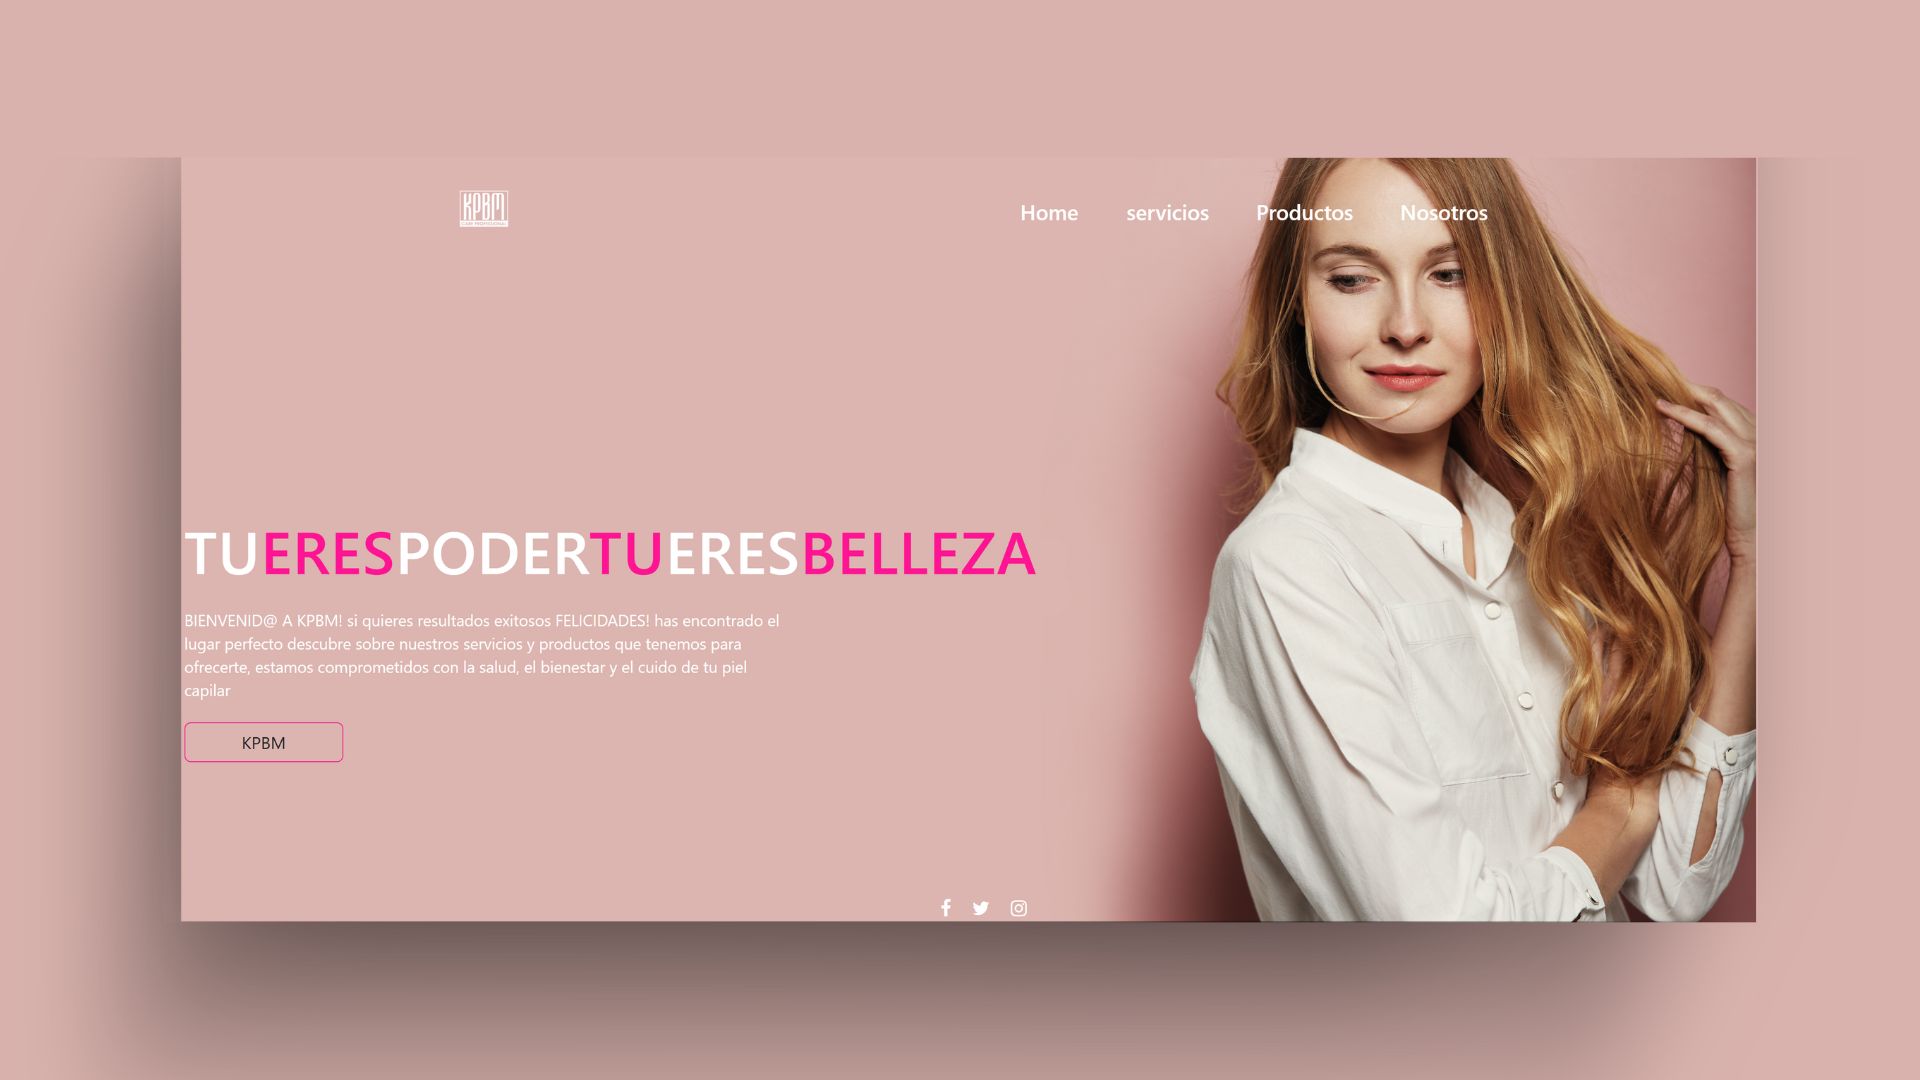 KPBM
Home servicios Productos Nosotros
TUERESPODERTUERESBELLEZA
BIENVENID@ A KPBM! si quieres resultados exitosos FELICIDADES! has encontrado el
lugar perfecto descubre sobre nuestros servicios y productos que tenemos para
ofrecerte, estamos comprometidos con la salud, el bienestar y el cuido de tu piel
capilar
KPBM